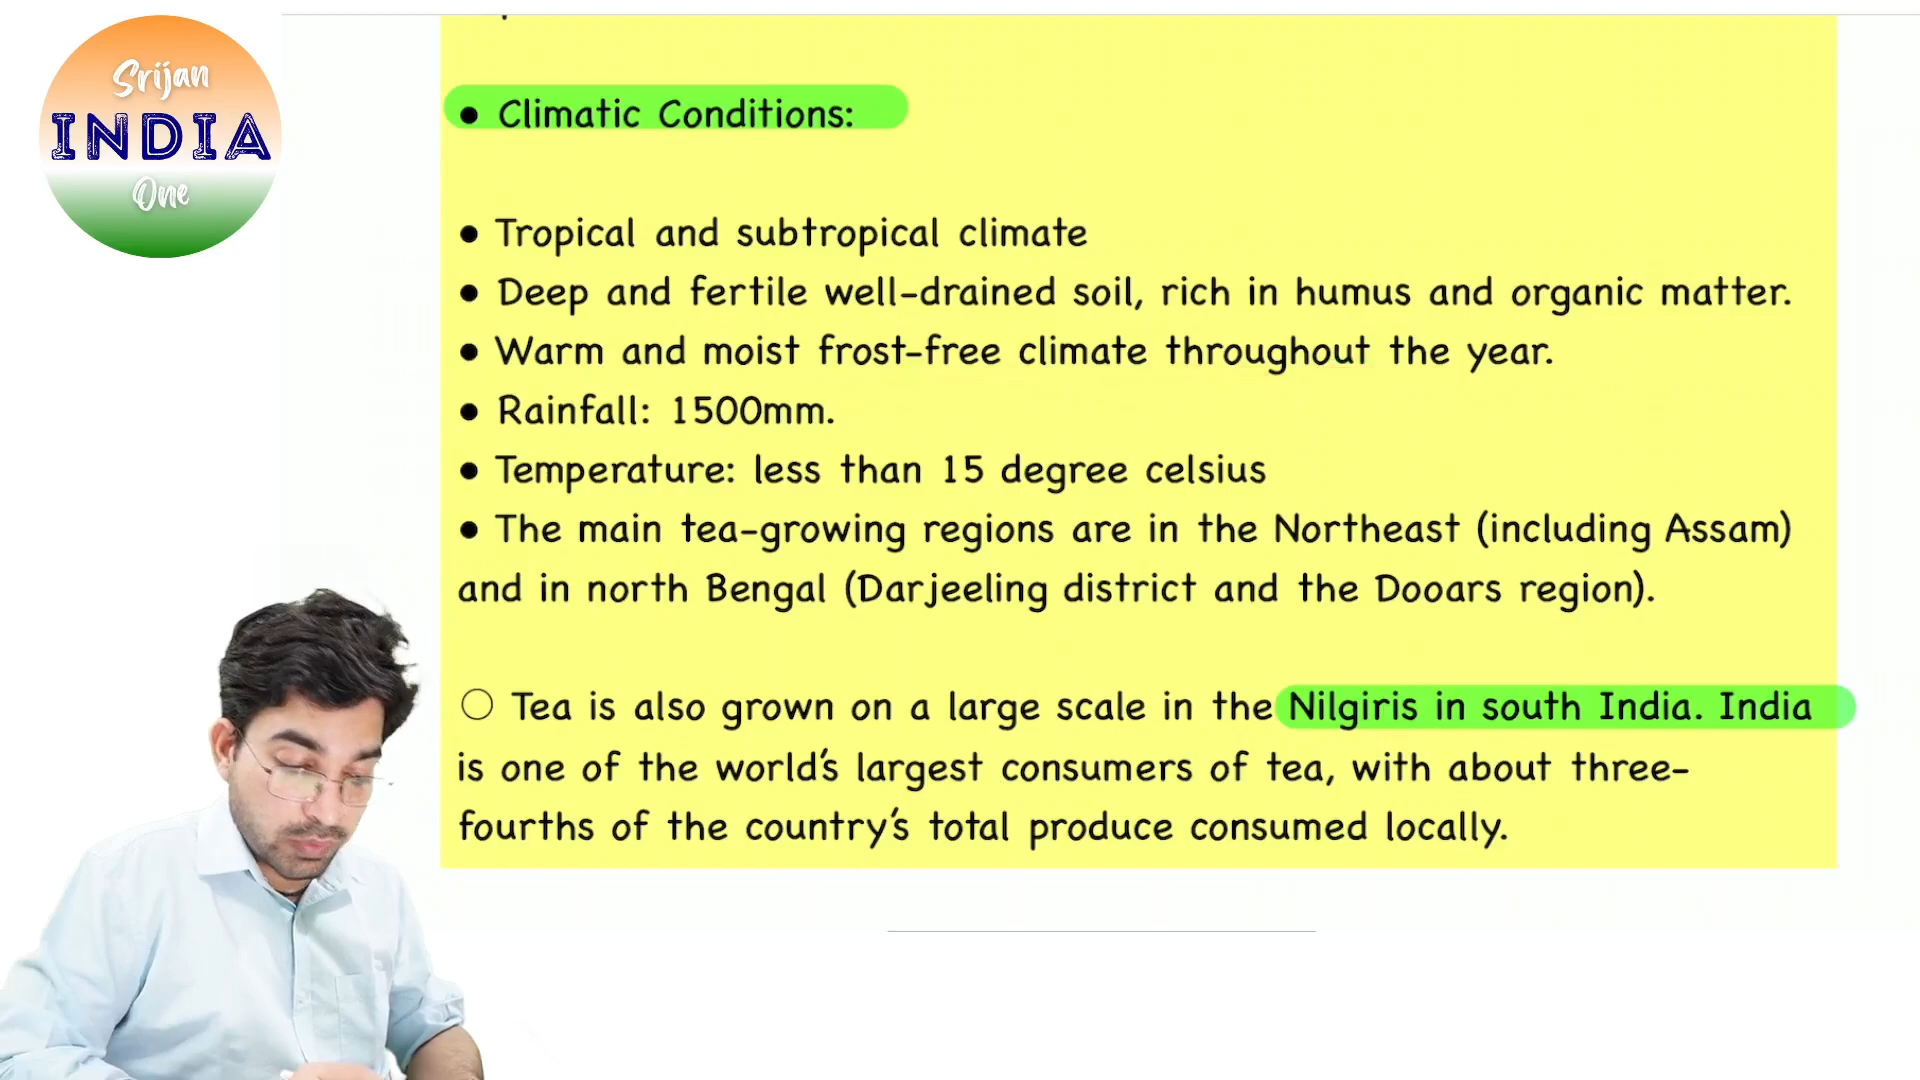 Srijan
INDIA
One
• Climatic Conditions:
• Tropical and subtropical climate
• Deep and fertile well-drained soil, rich in humus and organic matter.
• Warm and moist frost-free climate throughout the year.
• Rainfall: 1500mm.
• Temperature: less than 15 degree celsius
• The main tea-growing regions are in the Northeast (including Assam)
and in north Bengal (Darjeeling district and the Dooars region).
○ Tea is also grown on a large scale in the Nilgiris in south India. India
is one of the world's largest consumers of tea, with about three-
fourths of the country's total produce consumed locally.